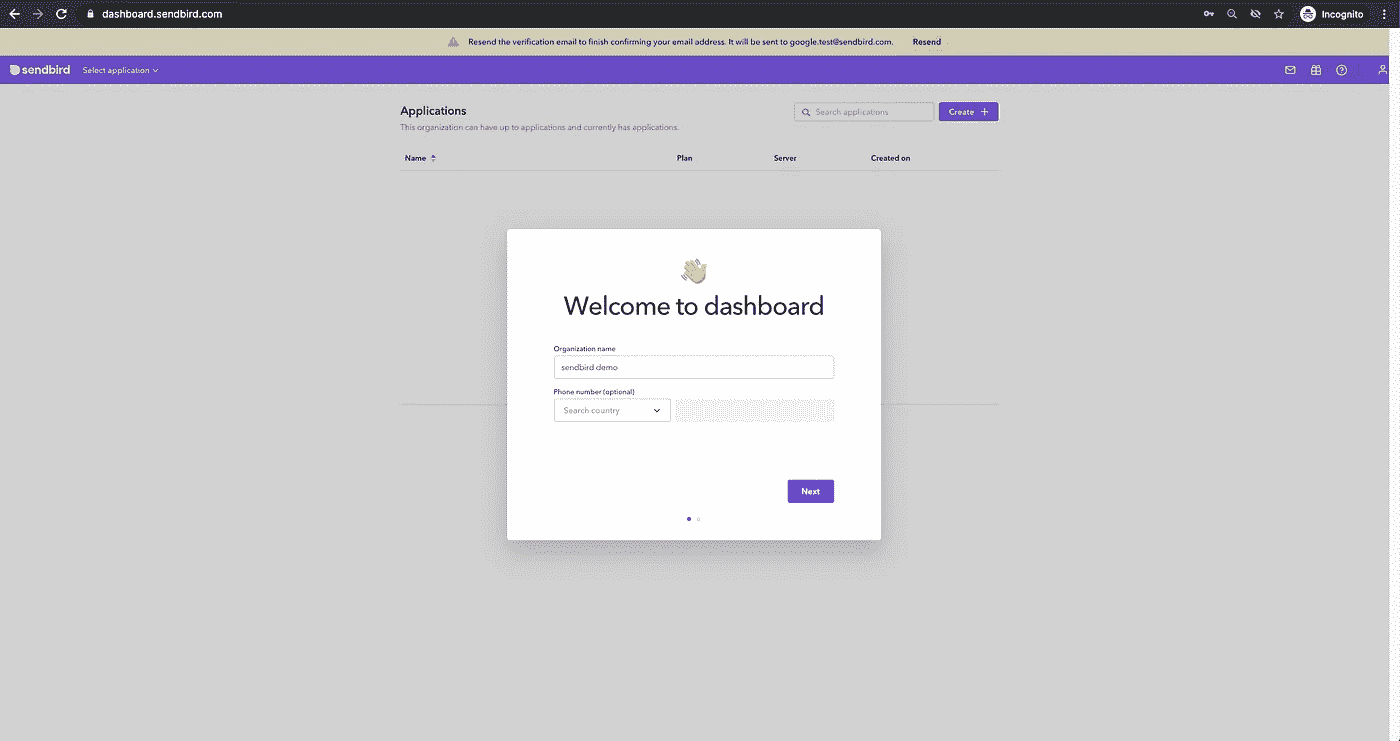 dashboard.sendbird.com
Incognito
Resend the verification email to finish confirming your email address. It will be sent to google.test@sendbird.com. Resend
sendbird Select application
Applications
Search applications
Create +
This organization can have up to applications and currently has applications.
Name Plan Server Created on
Welcome to dashboard
Organization name
sendbird demo
Phone number (optional)
Search country
Next